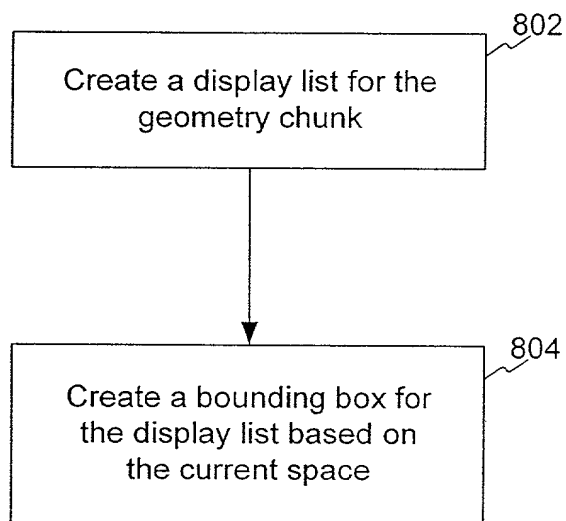 802
Create a display list for the
geometry chunk
804
Create a bounding box for
the display list based on
the current space